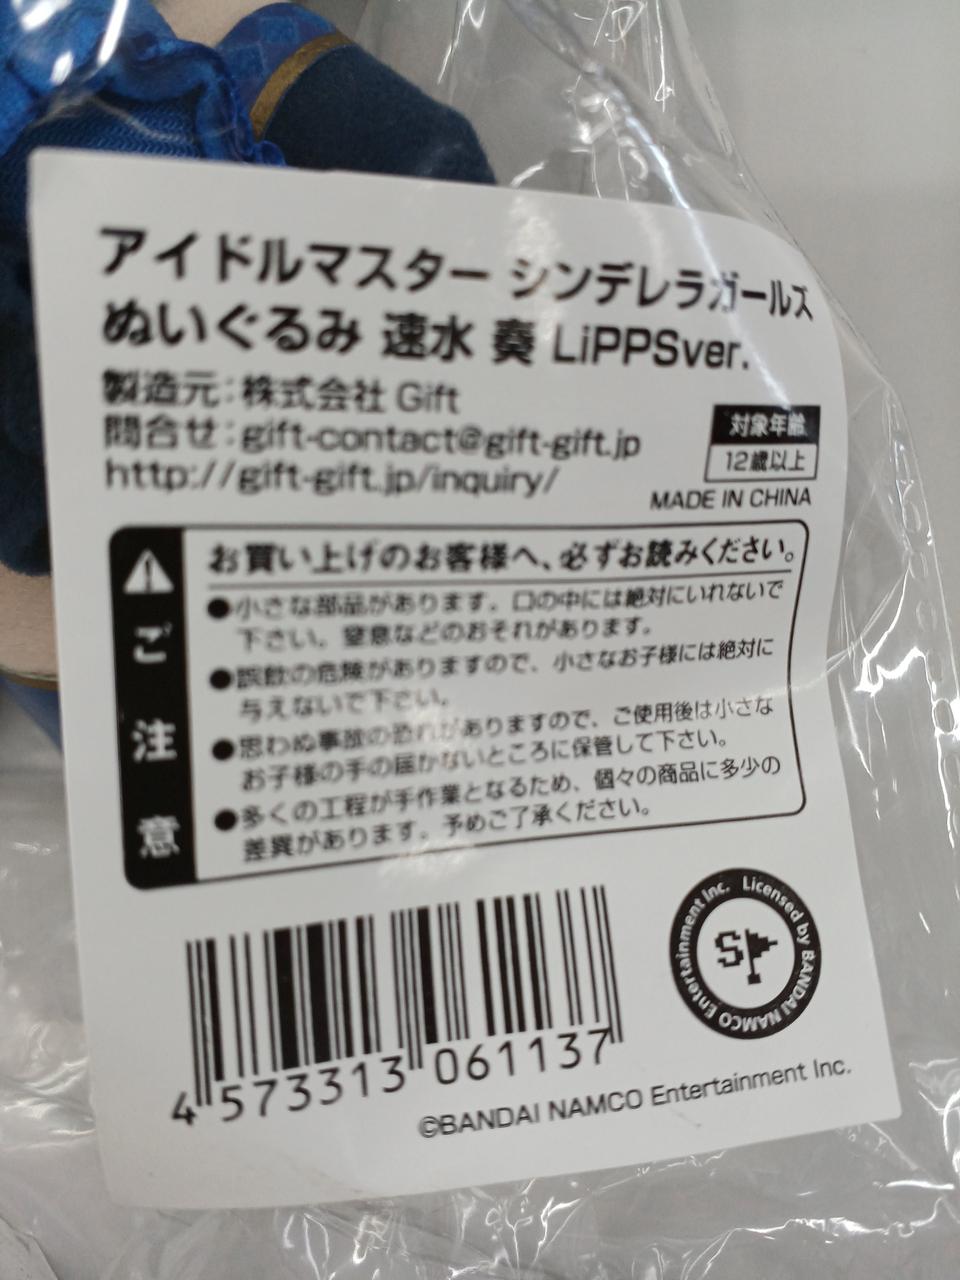 アイドルマスター シンデレラガールズ
ぬいぐるみ 速水 奏 LiPPSver.
製造元:株式会社 Gift
問合せ:gift-contact@gift-gift.jp
http://gift-gift.jp/inquiry/
対象年齢
12歳以上
MADE IN CHINA
ご注意
お買い上げのお客様へ、必ずお読みください。
●小さな部品があります。口の中には絶対にいれないで
下さい。窒息などのおそれがあります。
●誤飲の危険がありますので、小さなお子様には絶対に
与えないで下さい。
●思わぬ事故の恐れがありますので、ご使用後は小さな
お子様の手の届かないところに保管して下さい。
●多くの工程が手作業となるため、個々の商品に多少の
差異があります。予めご了承ください。
4 573313 061137
Licensed by BANDAI NAMCO Entertainment Inc.
©BANDAI NAMCO Entertainment Inc.